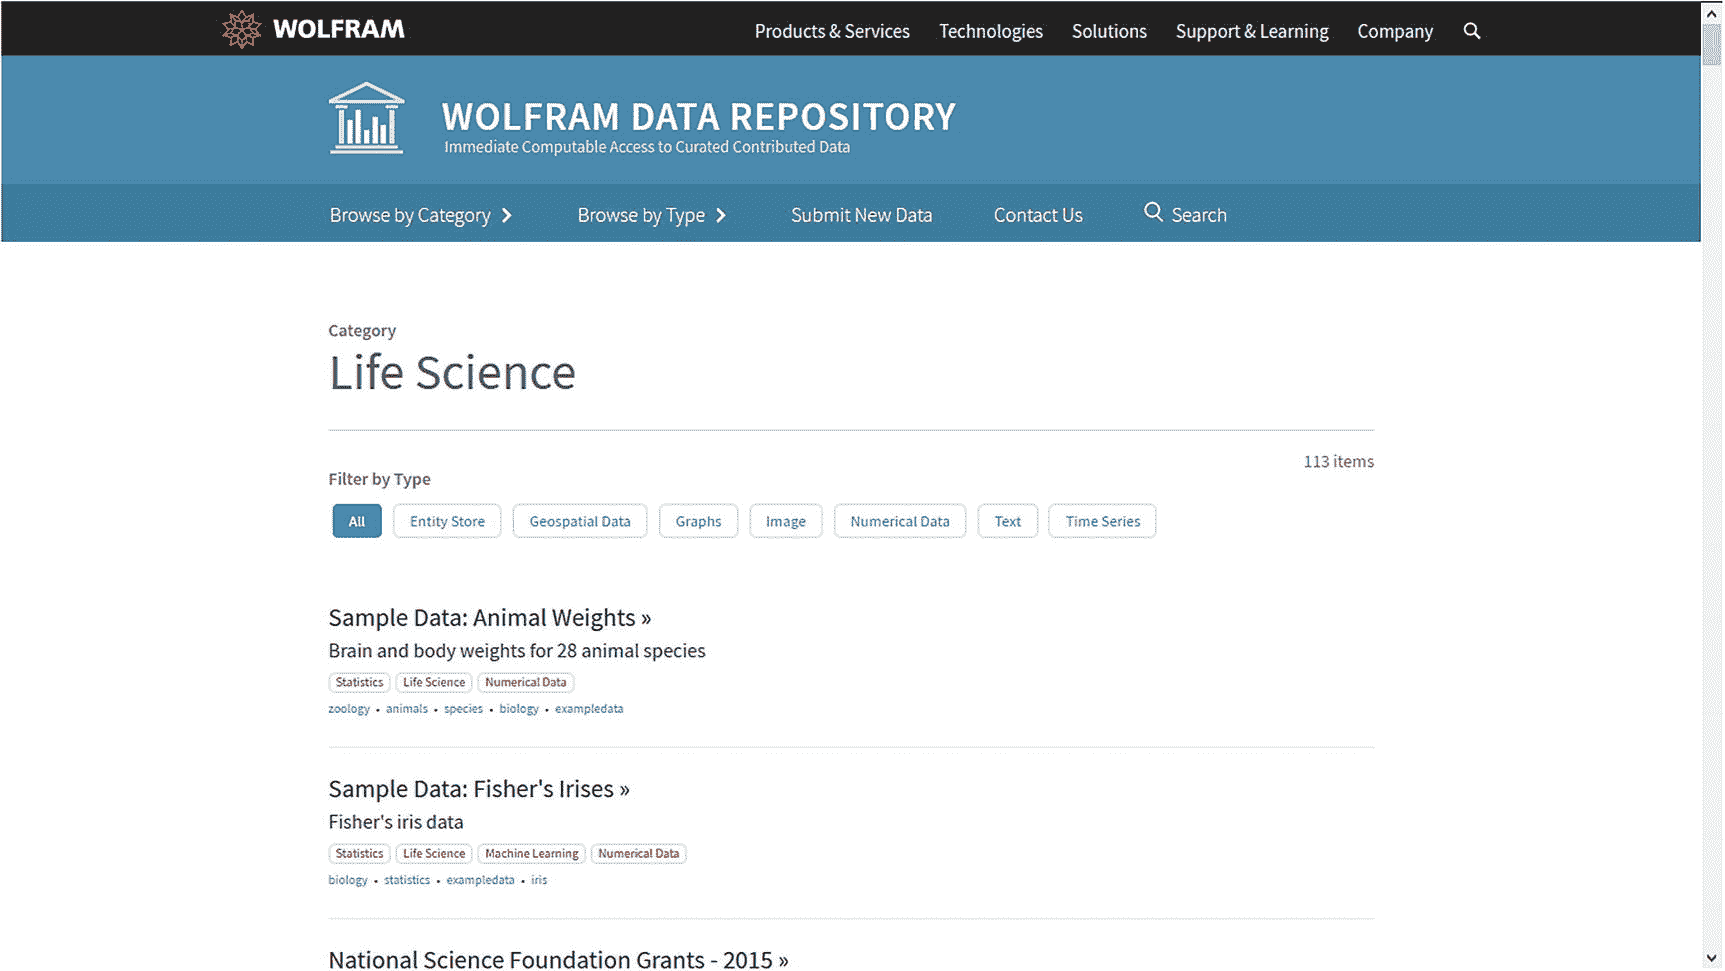 WOLFRAM
Products & Services Technologies Solutions Support & Learning Company
WOLFRAM DATA REPOSITORY
Immediate Computable Access to Curated Contributed Data
Browse by Category Browse by Type Submit New Data Contact Us Search
Category
Life Science
113 items
Filter by Type
All Entity Store Geospatial Data Graphs Image Numerical Data Text Time Series
Sample Data: Animal Weights »
Brain and body weights for 28 animal species
Statistics Life Science Numerical Data
zoology • animals • species • biology • exampledata
Sample Data: Fisher's Irises »
Fisher's iris data
Statistics Life Science Machine Learning Numerical Data
biology • statistics • exampledata • iris
National Science Foundation Grants - 2015 »